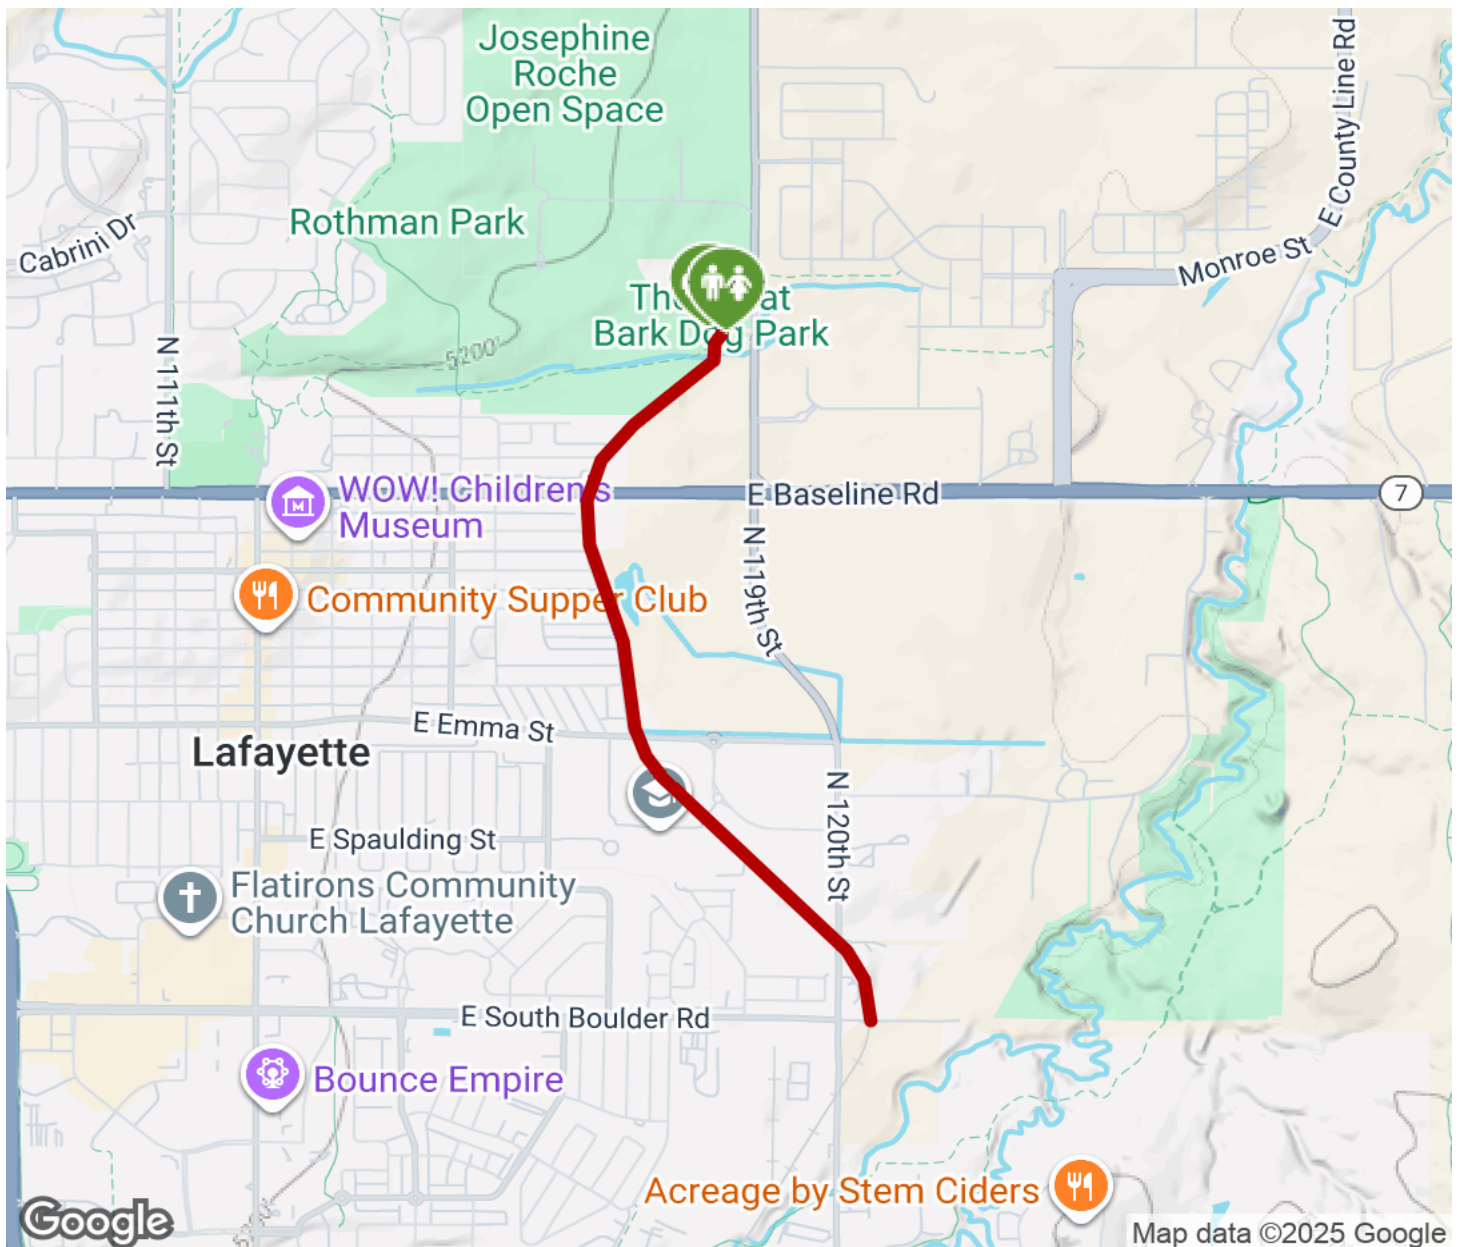 Josephine
Roche
Open Space
E County Line Rd
Rothman Park
Cabrini Dr
Monroe St
Bark Dog Park
N 111th St
5200'
WOW! Children's
Museum
E Baseline Rd
7
N 119th St
Community Supper Club
E Emma St
Lafayette
N 120th St
E Spaulding St
Flatirons Community
Church Lafayette
E South Boulder Rd
Bounce Empire
Acreage by Stem Ciders
Google
Map data ©2025 Google